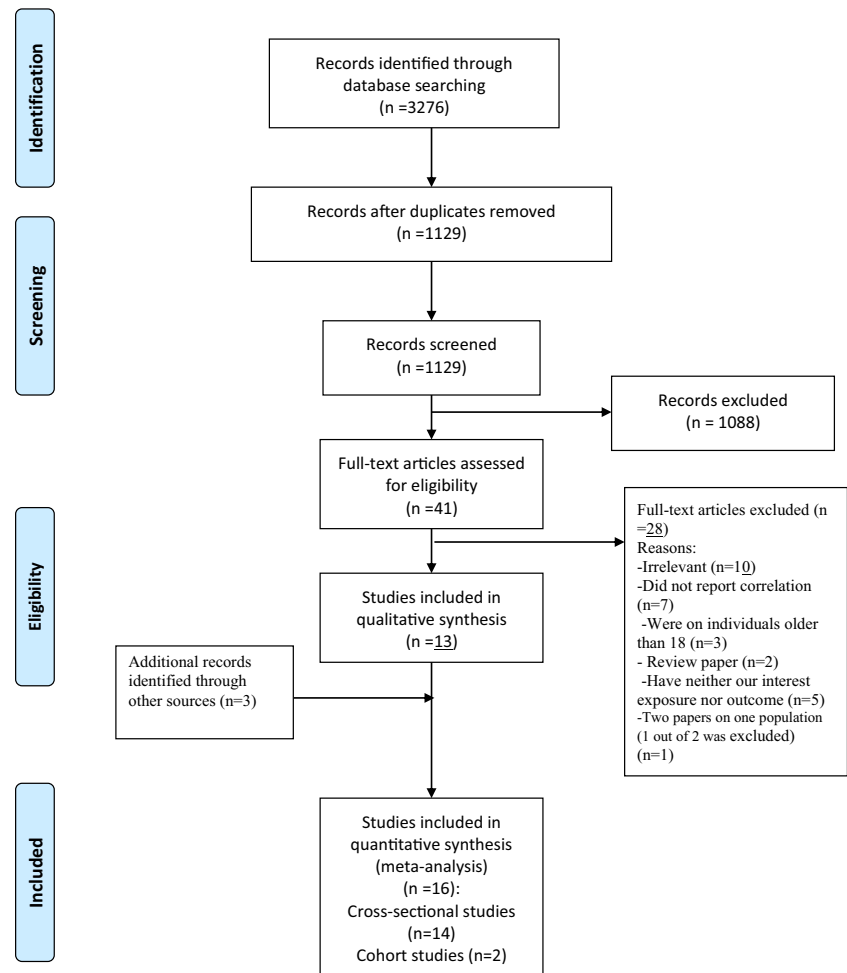 Identification
Records identified through
database searching
(n =3276)
Records after duplicates removed
(n =1129)
Screening
Records screened
(n =1129)
Records excluded
(n = 1088)
Full-text articles assessed
for eligibility
(n =41)
Eligibility
Full-text articles excluded (n
=28)
Reasons:
-Irrelevant (n=10)
-Did not report correlation
(n=7)
-Were on individuals older
than 18 (n=3)
- Review paper (n=2)
-Have neither our interest
exposure nor outcome (n=5)
-Two papers on one population
(1 out of 2 was excluded)
(n=1)
Studies included in
qualitative synthesis
(n =13)
Additional records
identified through
other sources (n=3)
Included
Studies included in
quantitative synthesis
(meta-analysis)
(n =16):
Cross-sectional studies
(n=14)
Cohort studies (n=2)